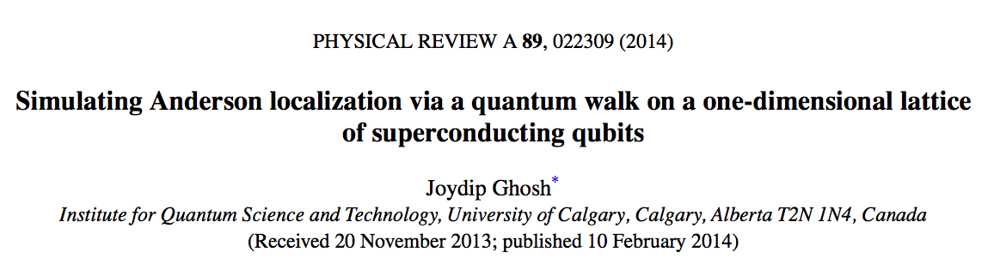 PHYSICAL REVIEW A 89, 022309 (2014)
Simulating Anderson localization via a quantum walk on a one-dimensional lattice
of superconducting qubits
Joydip Ghosh*
Institute for Quantum Science and Technology, University of Calgary, Calgary, Alberta T2N 1N4, Canada
(Received 20 November 2013; published 10 February 2014)